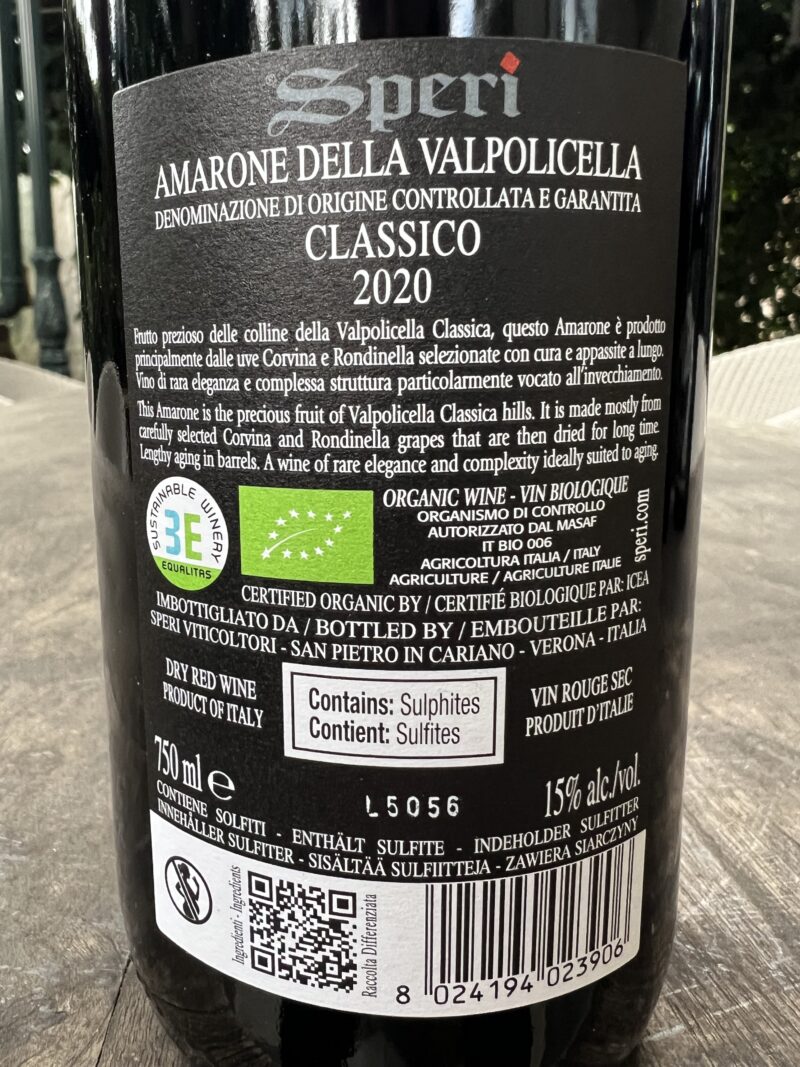 Speri
AMARONE DELLA VALPOLICELLA
DENOMINAZIONE DI ORIGINE CONTROLLATA E GARANTITA
CLASSICO
2020
Frutto prezioso delle colline della Valpolicella Classica, questo Amarone è prodotto
principalmente dalle uve Corvina e Rondinella selezionate con cura e appassite a lungo.
Vino di rara eleganza e complessa struttura particolarmente vocato all'invecchiamento.
This Amarone is the precious fruit of Valpolicella Classica hills. It is made mostly from
carefully selected Corvina and Rondinella grapes that are then dried for long time.
Lengthy aging in barrels. A wine of rare elegance and complexity ideally suited to aging.
SUSTAINABLE WINERY
3E
EQUALITAS
ORGANIC WINE - VIN BIOLOGIQUE
ORGANISMO DI CONTROLLO
AUTORIZZATO DAL MASAF
IT BIO 006
AGRICOLTURA ITALIA / ITALY
AGRICULTURE / AGRICULTURE ITALIE
speri.com
CERTIFIED ORGANIC BY / CERTIFIÉ BIOLOGIQUE PAR: ICEA
IMBOTTIGLIATO DA / BOTTLED BY / EMBOUTEILLE PAR:
SPERI VITICOLTORI - SAN PIETRO IN CARIANO - VERONA - ITALIA
DRY RED WINE
PRODUCT OF ITALY
Contains: Sulphites
Contient: Sulfites
VIN ROUGE SEC
PRODUIT D'ITALIE
750 ml e
L5056
15% alc./vol.
CONTIENE SOLFITI - ENTHÄLT SULFITE - INDEHOLDER SULFITTER
INNEHÅLLER SULFITER - SISÄLTÄÄ SULFIITTEJA - ZAWIERA SIARCZYNY
Ingredienti - Ingredients
Raccolta Differenziata
8 024194 023906